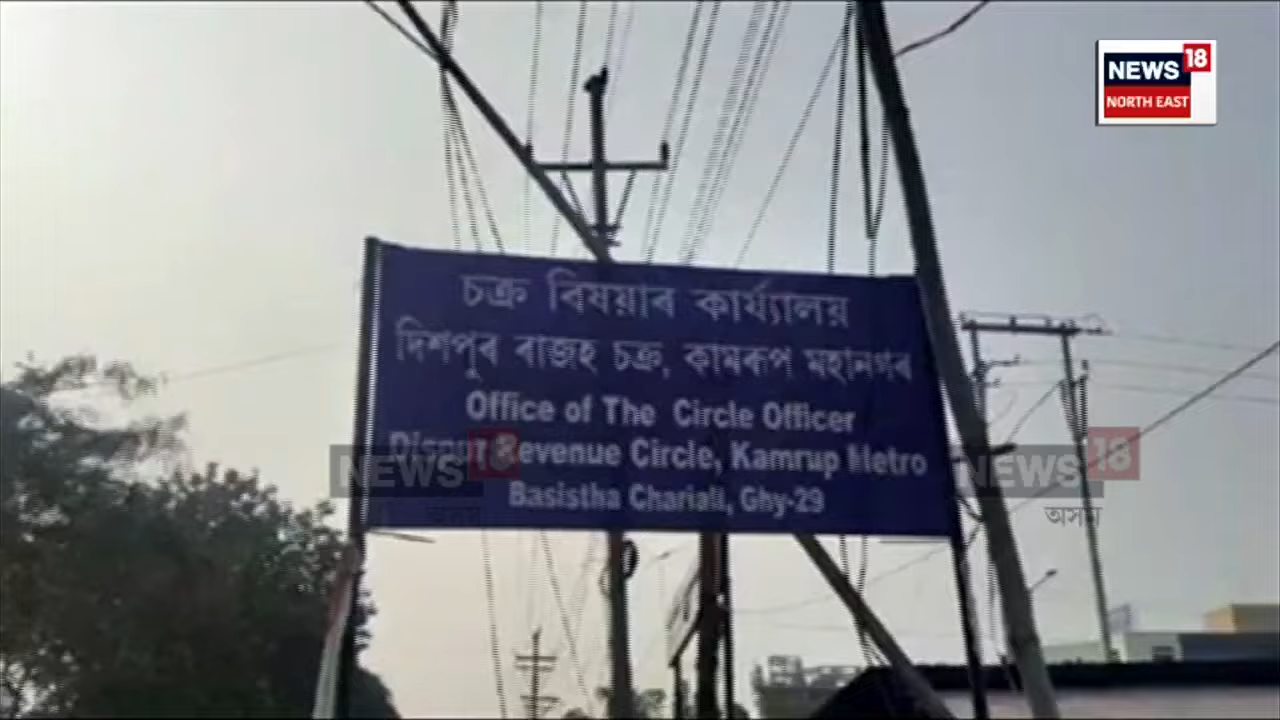 NEWS 18
NORTH EAST
চক্ৰ বিষয়াৰ কাৰ্য্যালয়
দিশপুৰ ৰাজহ চক্ৰ, কামৰূপ মহানগৰ
Office of The Circle Officer
Dispur Revenue Circle, Kamrup Metro
Basistha Chariali, Ghy-29
NEWS 18
NEWS 18
অসম